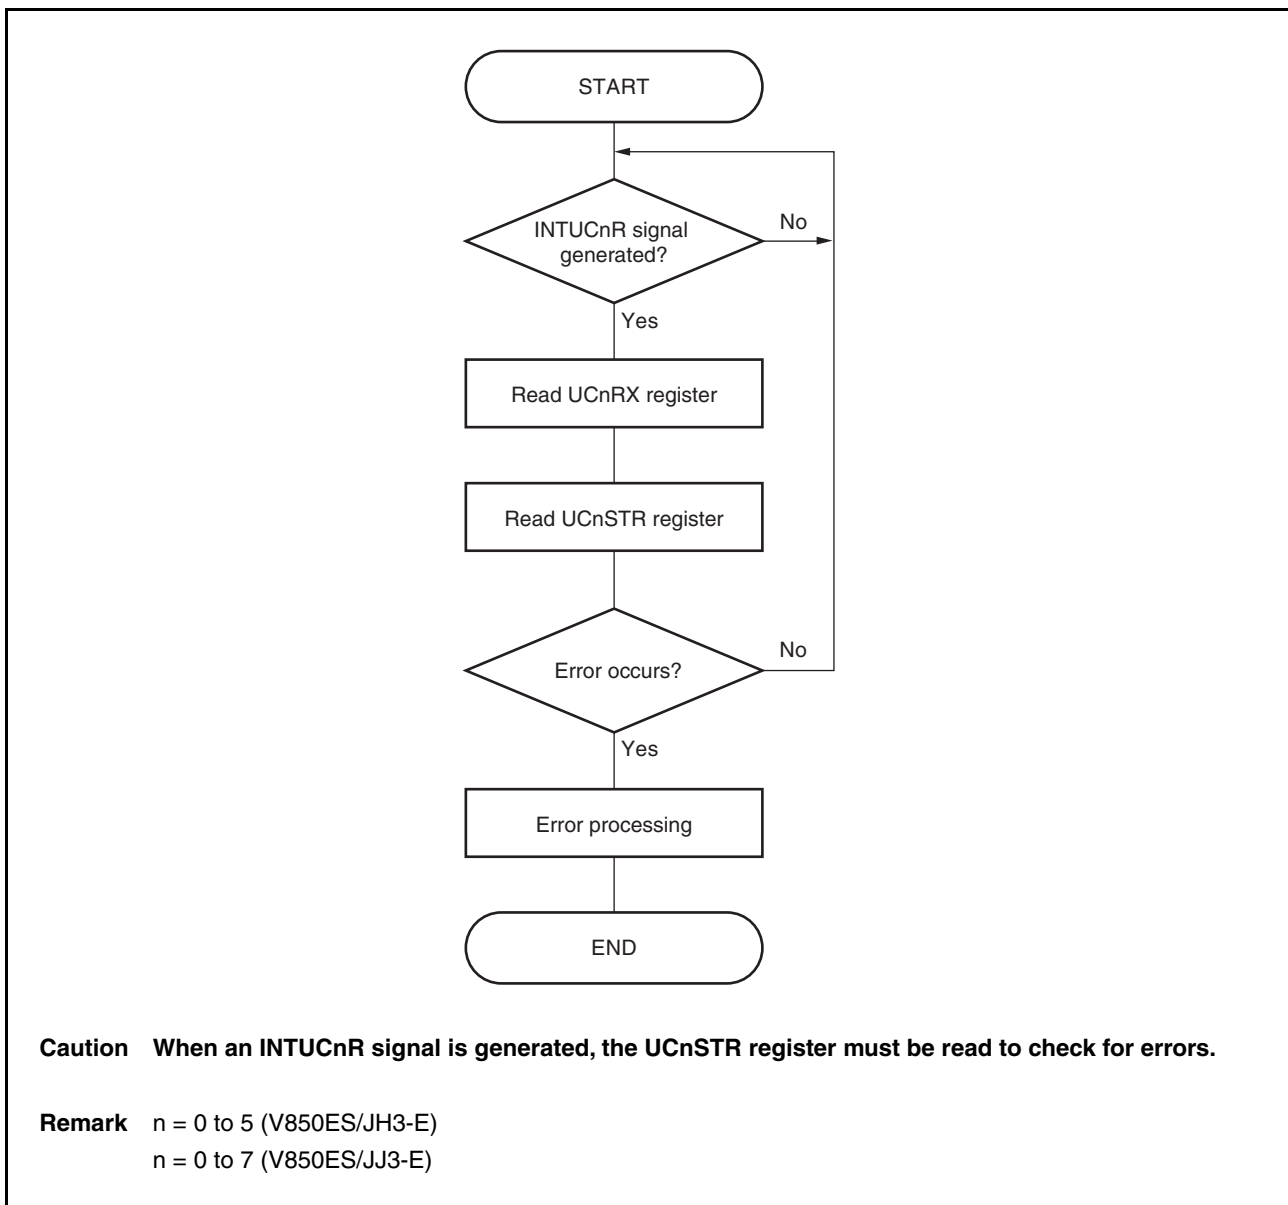 START
INTUCnR signal
generated?
No
Yes
Read UCnRX register
Read UCnSTR register
Error occurs?
No
Yes
Error processing
END
Caution When an INTUCnR signal is generated, the UCnSTR register must be read to check for errors.
Remark n = 0 to 5 (V850ES/JH3-E)
n = 0 to 7 (V850ES/JJ3-E)